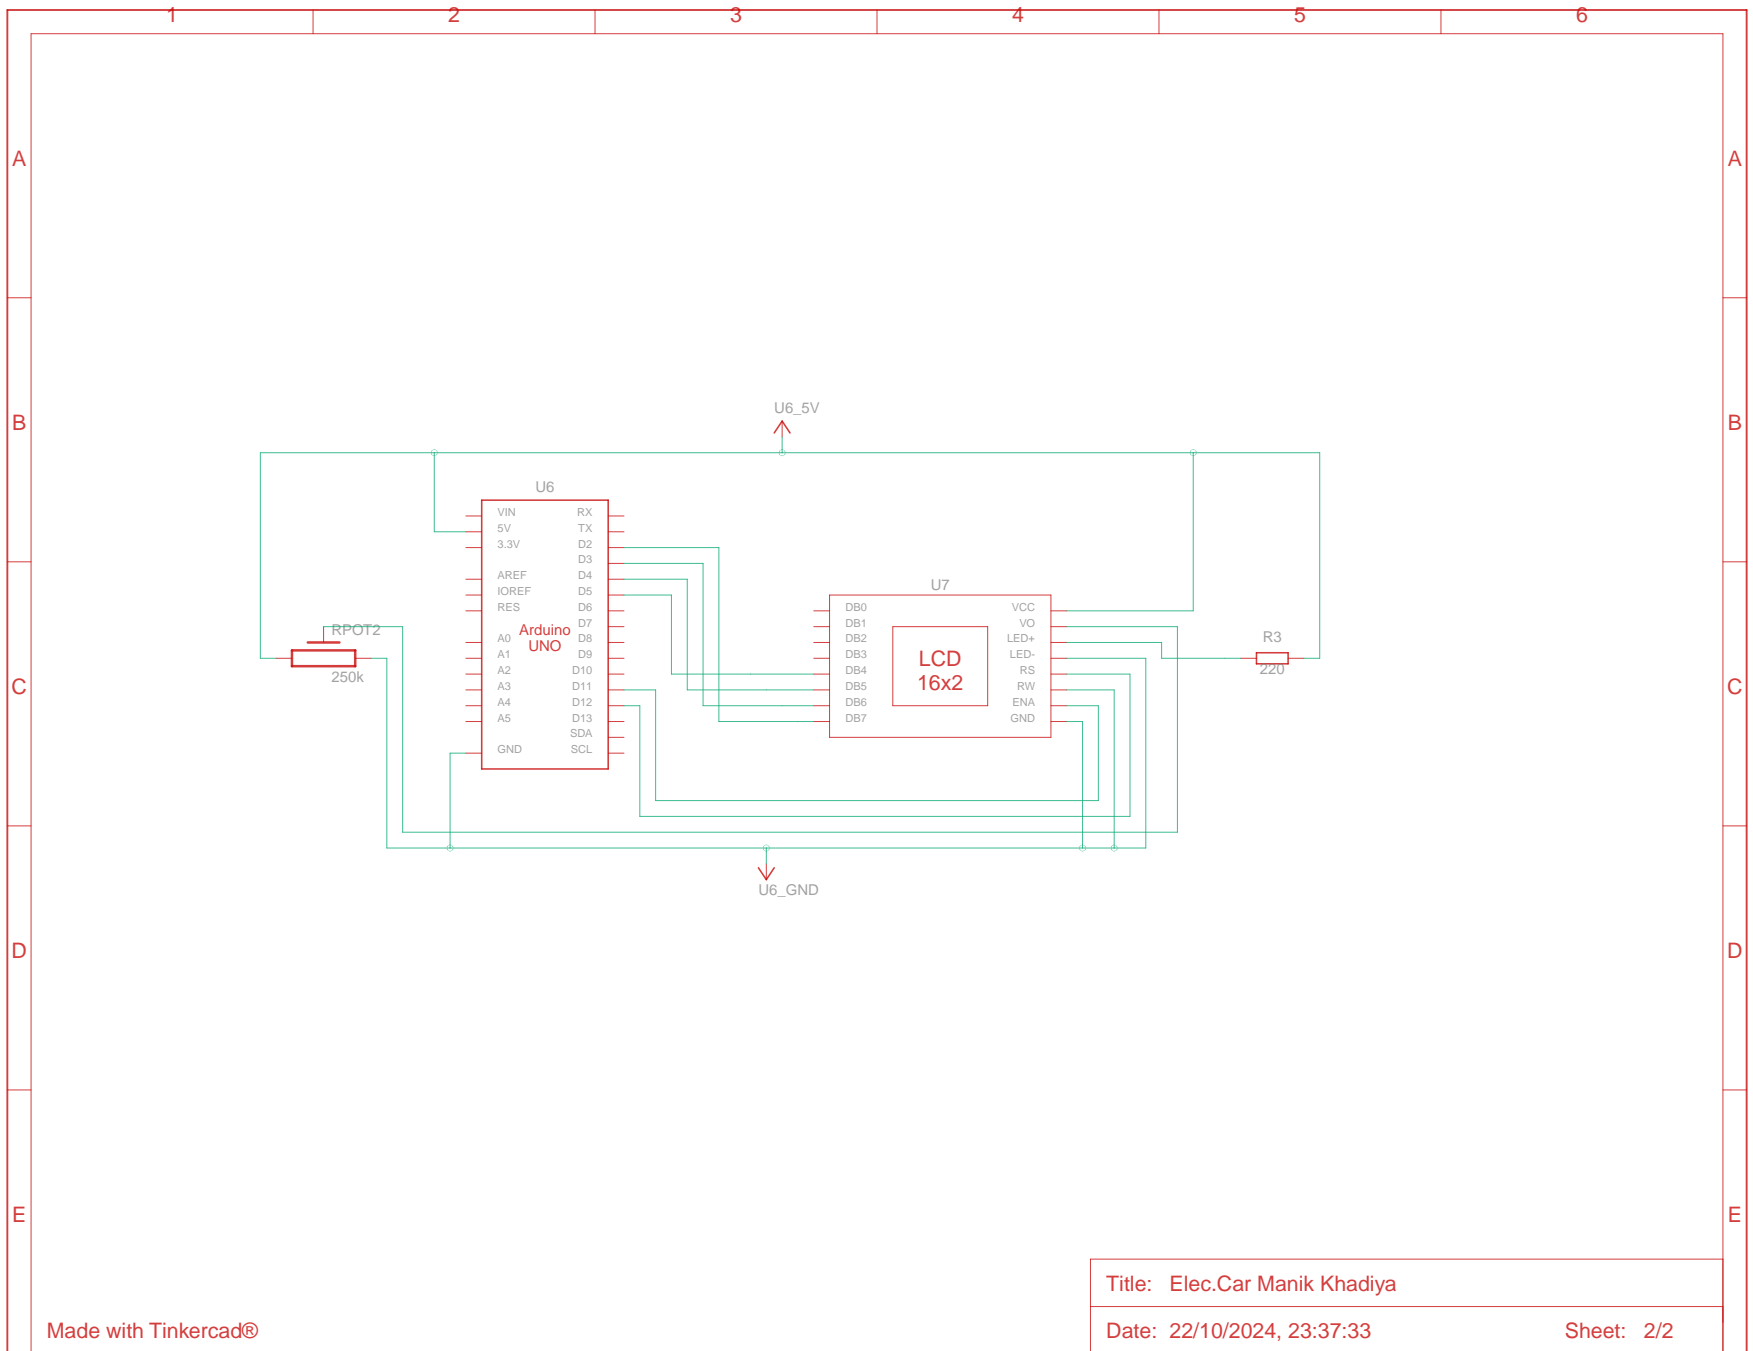 1 2 3 4 5 6
A A
B B
C C
D D
E E
U6_5V
U6
VIN RX
5V TX
3.3V D2
D3
AREF D4
IOREF D5
RES D6
D7
A0 D8
A1 D9
A2 D10
A3 D11
A4 D12
A5 D13
SDA
GND SCL
Arduino
UNO
RPOT2
250k
U7
DB0 VCC
DB1 VO
DB2 LED+
DB3 LED-
DB4 RS
DB5 RW
DB6 ENA
DB7 GND
LCD
16x2
R3
220
U6_GND
Title: Elec.Car Manik Khadiya
Made with Tinkercad®
Date: 22/10/2024, 23:37:33 Sheet: 2/2